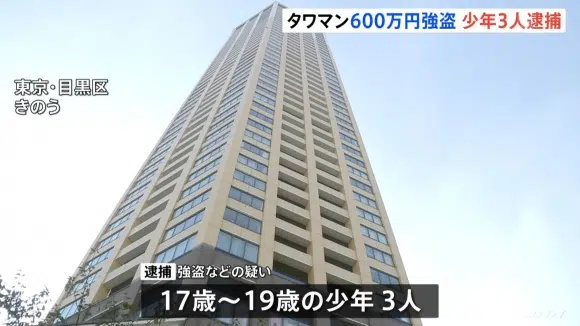 タワマン600万円強盗 少年3人逮捕
東京・目黒区
きのう
逮捕 強盗などの疑い
17歳～19歳の少年 3人